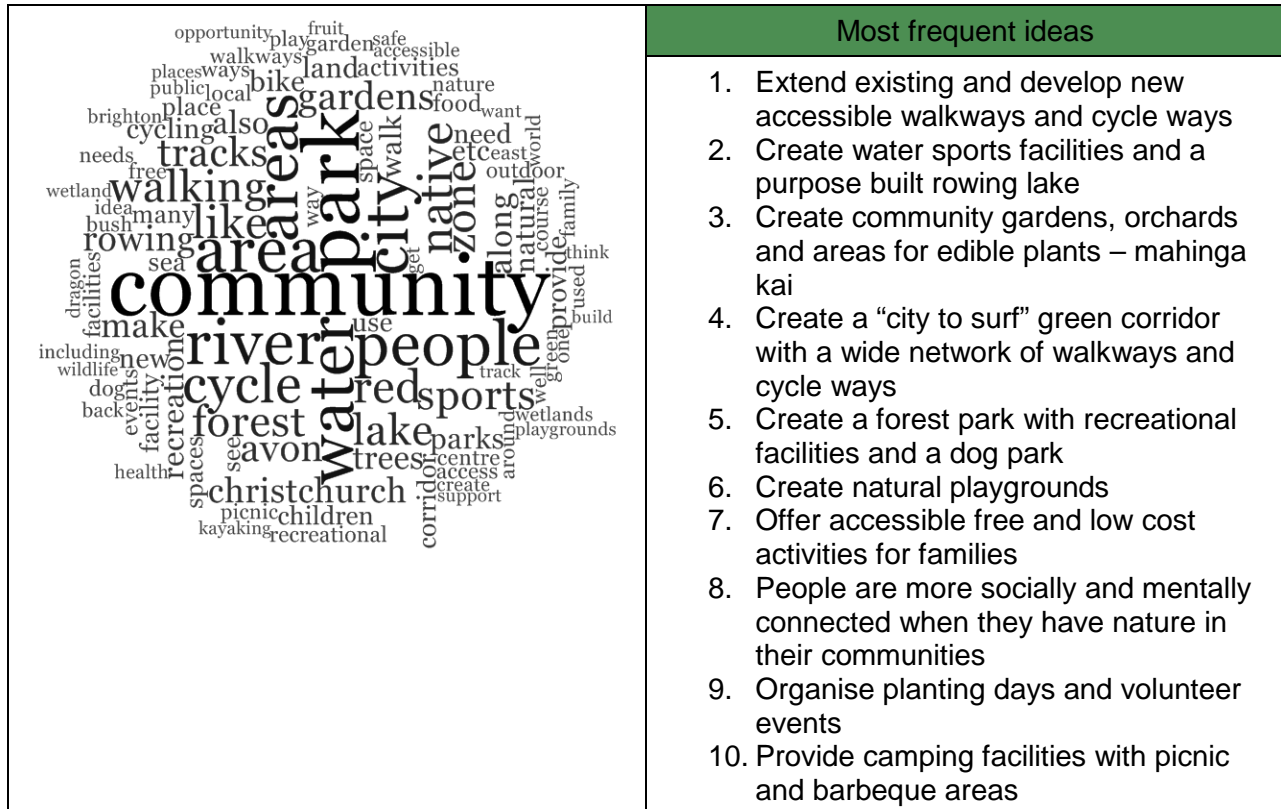 opportunity play fruit garden safe accessible
walkways
places ways bike land activities
public local gardens nature
brighton place food want
cycling also areas park space walk need world
needs tracks native etc east
free city zone outdoor
wetland walking way natural course family
idea many like along
bush
rowing area get provide think
sea
dragon facilities community used
build
make river water use people one
including new green
wildlife cycle track well
dog red sports
back events facility recreation forest lake wetlands
parks playgrounds
see avon trees centre around
health access
spaces christchurch corridor create
support
picnic children
kayaking recreational
Most frequent ideas
1. Extend existing and develop new
accessible walkways and cycle ways
2. Create water sports facilities and a
purpose built rowing lake
3. Create community gardens, orchards
and areas for edible plants – mahinga
kai
4. Create a “city to surf” green corridor
with a wide network of walkways and
cycle ways
5. Create a forest park with recreational
facilities and a dog park
6. Create natural playgrounds
7. Offer accessible free and low cost
activities for families
8. People are more socially and mentally
connected when they have nature in
their communities
9. Organise planting days and volunteer
events
10. Provide camping facilities with picnic
and barbeque areas